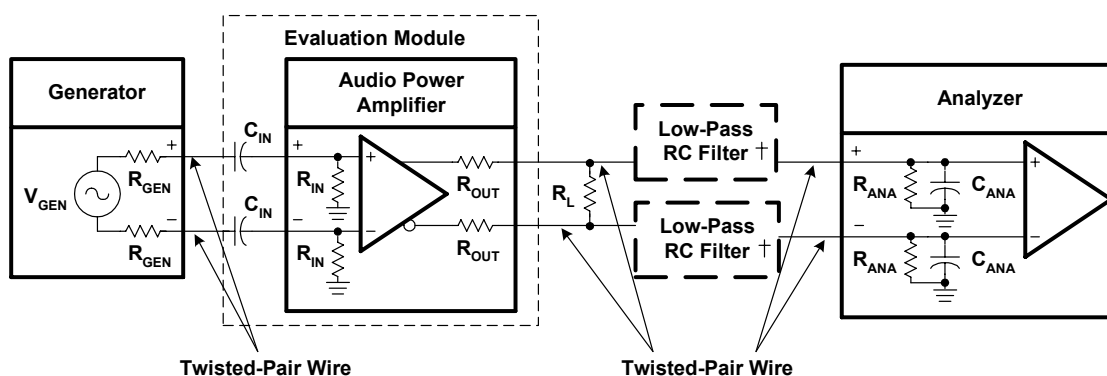 Evaluation Module
Generator
Audio Power
Amplifier
Analyzer
Low-Pass
RC Filter †
Low-Pass
RC Filter †
V_GEN
R_GEN
R_GEN
+
−
C_IN
C_IN
+
−
R_IN
R_IN
+
−
R_OUT
R_OUT
R_L
+
−
R_ANA
R_ANA
C_ANA
C_ANA
+
−
Twisted-Pair Wire
Twisted-Pair Wire